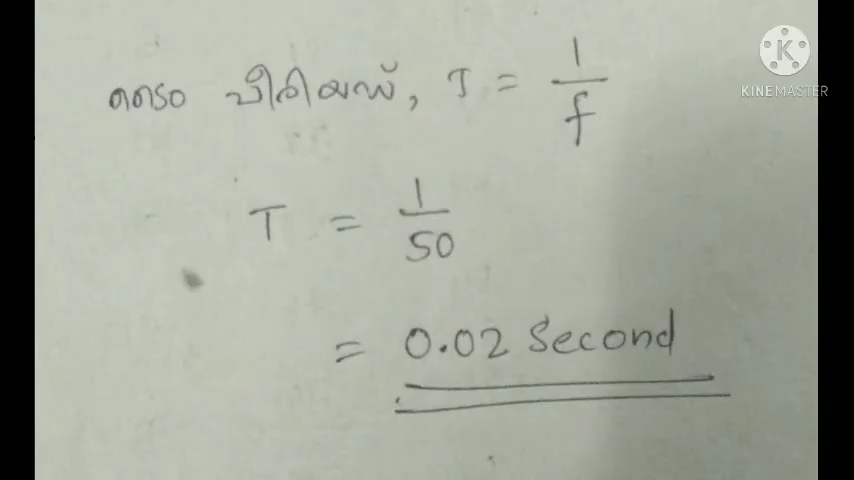 ടൈം പീരിയഡ്, T = 1/f
T = 1/50
= 0.02 Second
K
KINEMASTER